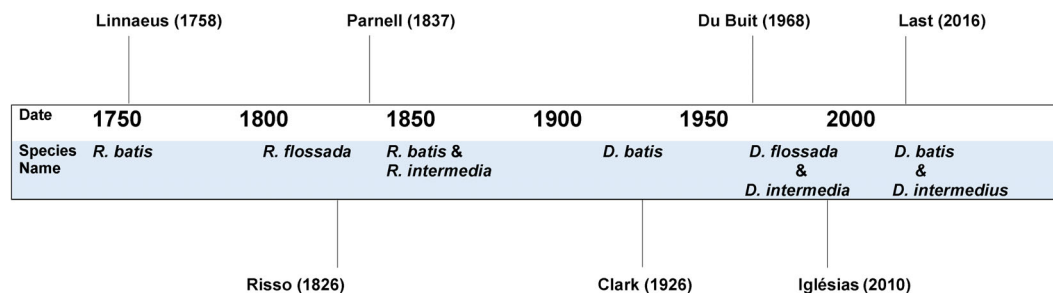 Linnaeus (1758) Parnell (1837) Du Buit (1968) Last (2016)
Date 1750 1800 1850 1900 1950 2000
Species R. batis R. flossada R. batis & D. batis D. flossada D. batis
Name R. intermedia & &
D. intermedia D. intermedius
Risso (1826) Clark (1926) Iglésias (2010)